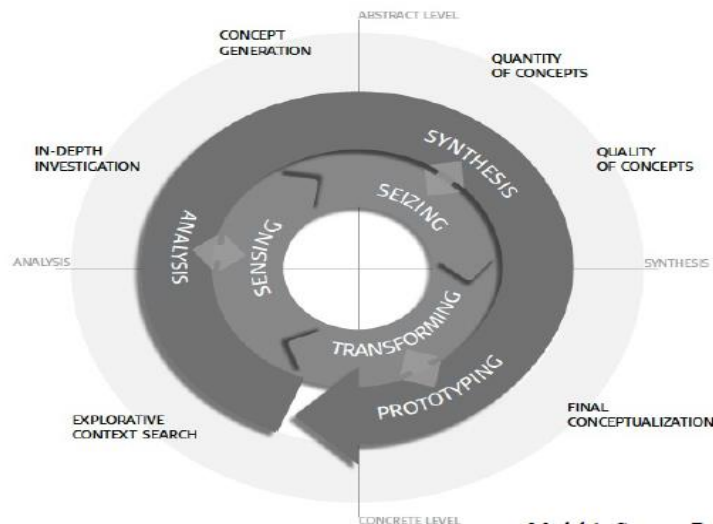 ABSTRACT LEVEL
CONCEPT
GENERATION
QUANTITY
OF CONCEPTS
IN-DEPTH
INVESTIGATION
QUALITY
OF CONCEPTS
SYNTHESIS
SEIZING
ANALYSIS
SENSING
ANALYSIS
SYNTHESIS
TRANSFORMING
PROTOTYPING
EXPLORATIVE
CONTEXT SEARCH
FINAL
CONCEPTUALIZATION
CONCRETE LEVEL